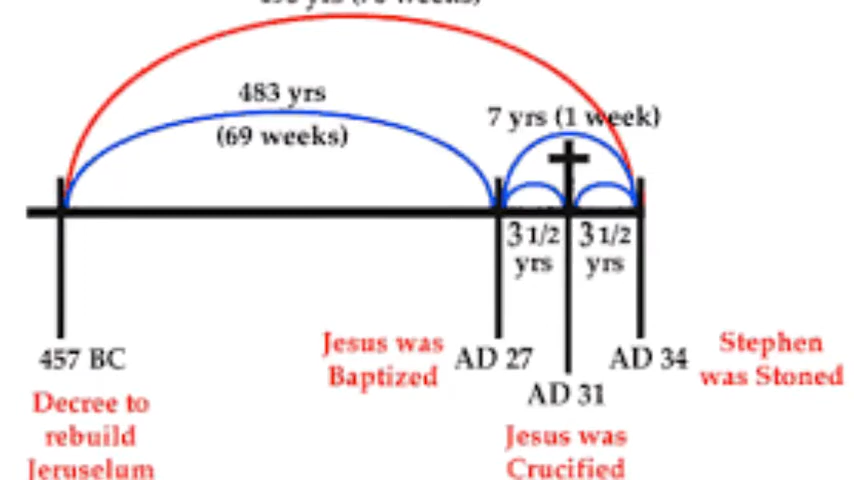 483 yrs
(69 weeks)
7 yrs (1 week)
3 1/2
yrs
3 1/2
yrs
457 BC
Decree to
rebuild
Jeruselum
Jesus was
Baptized
AD 27
AD 31
Jesus was
Crucified
AD 34
Stephen
was Stoned